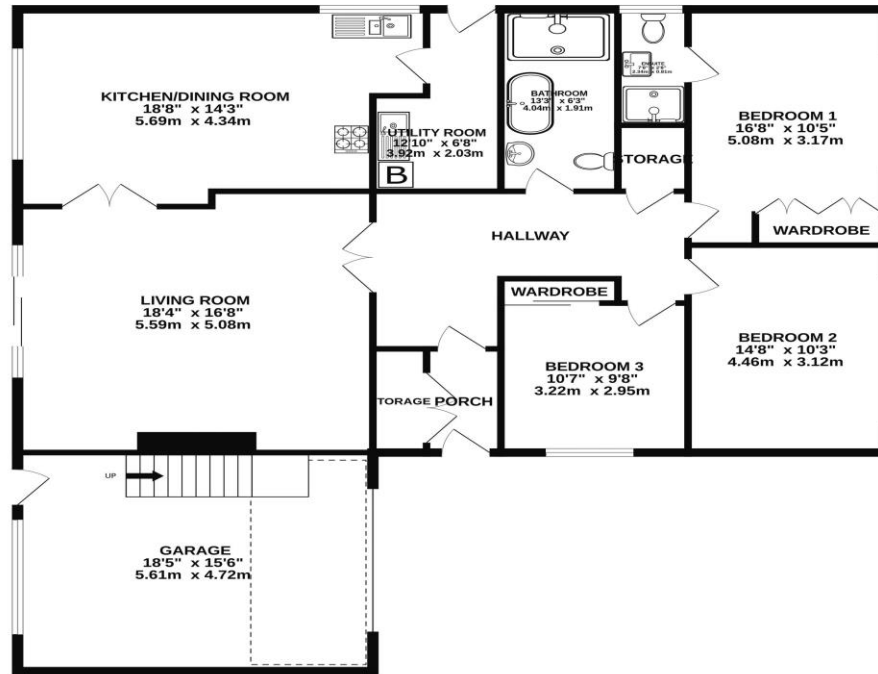 KITCHEN/DINING ROOM
18'8" x 14'3"
5.69m x 4.34m
UTILITY ROOM
12'10" x 6'8"
3.92m x 2.03m
B
BATHROOM
13'3" x 6'3"
4.04m x 1.91m
ENSUITE
STORAGE
BEDROOM 1
16'8" x 10'5"
5.08m x 3.17m
WARDROBE
HALLWAY
LIVING ROOM
18'4" x 16'8"
5.59m x 5.08m
WARDROBE
BEDROOM 3
10'7" x 9'8"
3.22m x 2.95m
BEDROOM 2
14'8" x 10'3"
4.46m x 3.12m
TORAGE
PORCH
UP
GARAGE
18'5" x 15'6"
5.61m x 4.72m